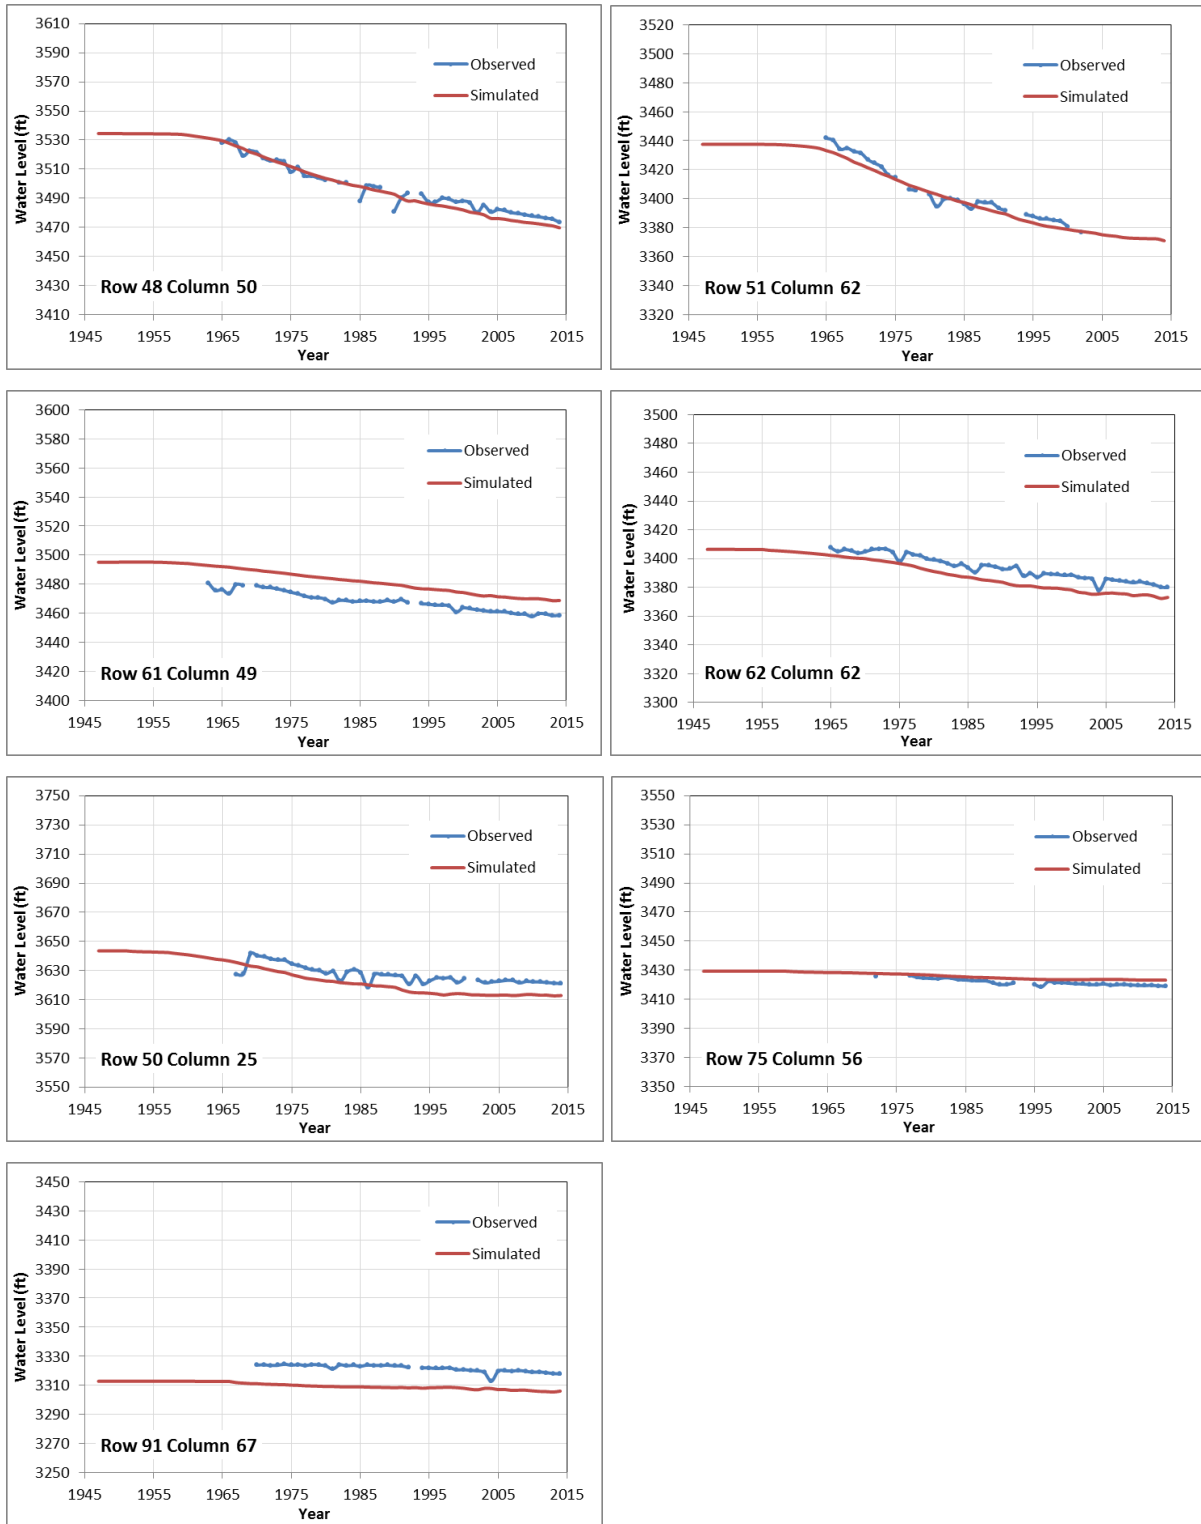 3610
3590
3570
3550
3530
3510
3490
3470
3450
3430
3410
Water Level (ft)
Observed
Simulated
Row 48 Column 50
1945 1955 1965 1975 1985 1995 2005 2015
Year
3520
3500
3480
3460
3440
3420
3400
3380
3360
3340
3320
Water Level (ft)
Observed
Simulated
Row 51 Column 62
1945 1955 1965 1975 1985 1995 2005 2015
Year
3600
3580
3560
3540
3520
3500
3480
3460
3440
3420
3400
Water Level (ft)
Observed
Simulated
Row 61 Column 49
1945 1955 1965 1975 1985 1995 2005 2015
Year
3500
3480
3460
3440
3420
3400
3380
3360
3340
3320
3300
Water Level (ft)
Observed
Simulated
Row 62 Column 62
1945 1955 1965 1975 1985 1995 2005 2015
Year
3750
3730
3710
3690
3670
3650
3630
3610
3590
3570
3550
Water Level (ft)
Observed
Simulated
Row 50 Column 25
1945 1955 1965 1975 1985 1995 2005 2015
Year
3550
3530
3510
3490
3470
3450
3430
3410
3390
3370
3350
Water Level (ft)
Observed
Simulated
Row 75 Column 56
1945 1955 1965 1975 1985 1995 2005 2015
Year
3450
3430
3410
3390
3370
3350
3330
3310
3290
3270
3250
Water Level (ft)
Observed
Simulated
Row 91 Column 67
1945 1955 1965 1975 1985 1995 2005 2015
Year